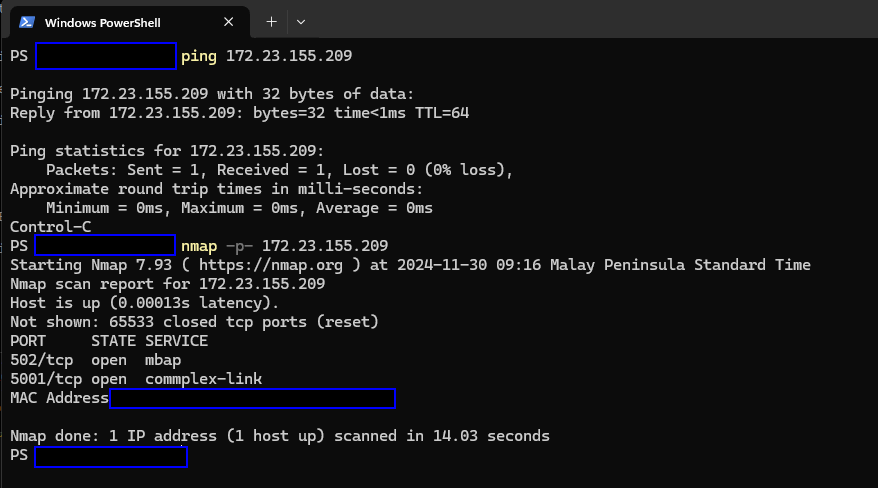 Windows PowerShell
PS ping 172.23.155.209
Pinging 172.23.155.209 with 32 bytes of data:
Reply from 172.23.155.209: bytes=32 time<1ms TTL=64
Ping statistics for 172.23.155.209:
Packets: Sent = 1, Received = 1, Lost = 0 (0% loss),
Approximate round trip times in milli-seconds:
Minimum = 0ms, Maximum = 0ms, Average = 0ms
Control-C
PS nmap -p- 172.23.155.209
Starting Nmap 7.93 ( https://nmap.org ) at 2024-11-30 09:16 Malay Peninsula Standard Time
Nmap scan report for 172.23.155.209
Host is up (0.00013s latency).
Not shown: 65533 closed tcp ports (reset)
PORT STATE SERVICE
502/tcp open mbap
5001/tcp open commplex-link
MAC Address
Nmap done: 1 IP address (1 host up) scanned in 14.03 seconds
PS